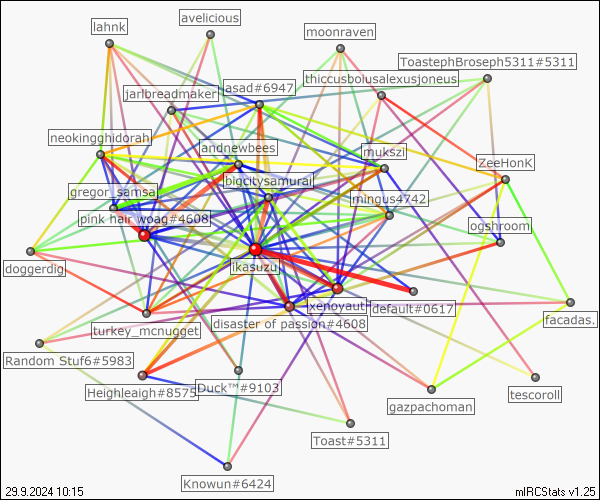 avelicious
lahnk
moonraven
ToastephBroseph5311#5311
thiccusbolusalexusjoneus
asad#6947
jarlbreadmaker
neokingghidorah
andnewbees
mukszi
ZeeHonK
bigcitysamurai
gregor_samsa
mingus4742
pink hair woag#4608
ogshroom
doggerdig
ikasuzu
xenoyaut
default#0617
facadas.
disaster of passion#4608
turkey_mcnugget
Random Stuf6#5983
Heighleaigh#8575
Duck™#9103
tescoroll
gazpachoman
Toast#5311
Knowun#6424
29.9.2024 10:15
mIRCStats v1.25